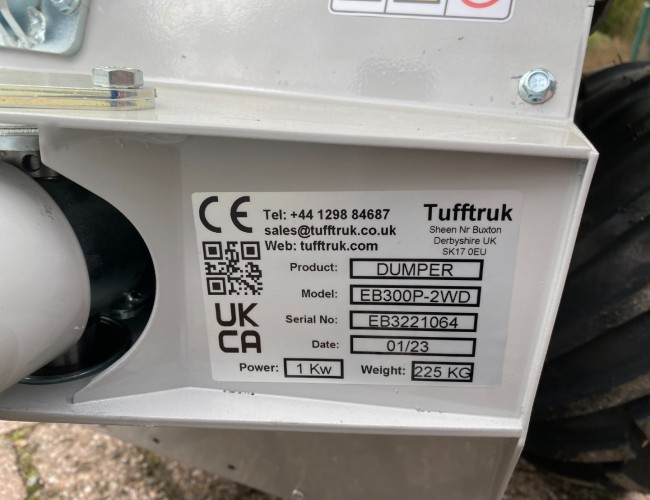 CE
Tel: +44 1298 84687
sales@tufftruk.co.uk
Web: tufftruk.com
Tufftruk
Sheen Nr Buxton
Derbyshire UK
SK17 0EU
UK
CA
Product: DUMPER
Model: EB300P-2WD
Serial No: EB3221064
Date: 01/23
Power: 1 Kw Weight: 225 KG